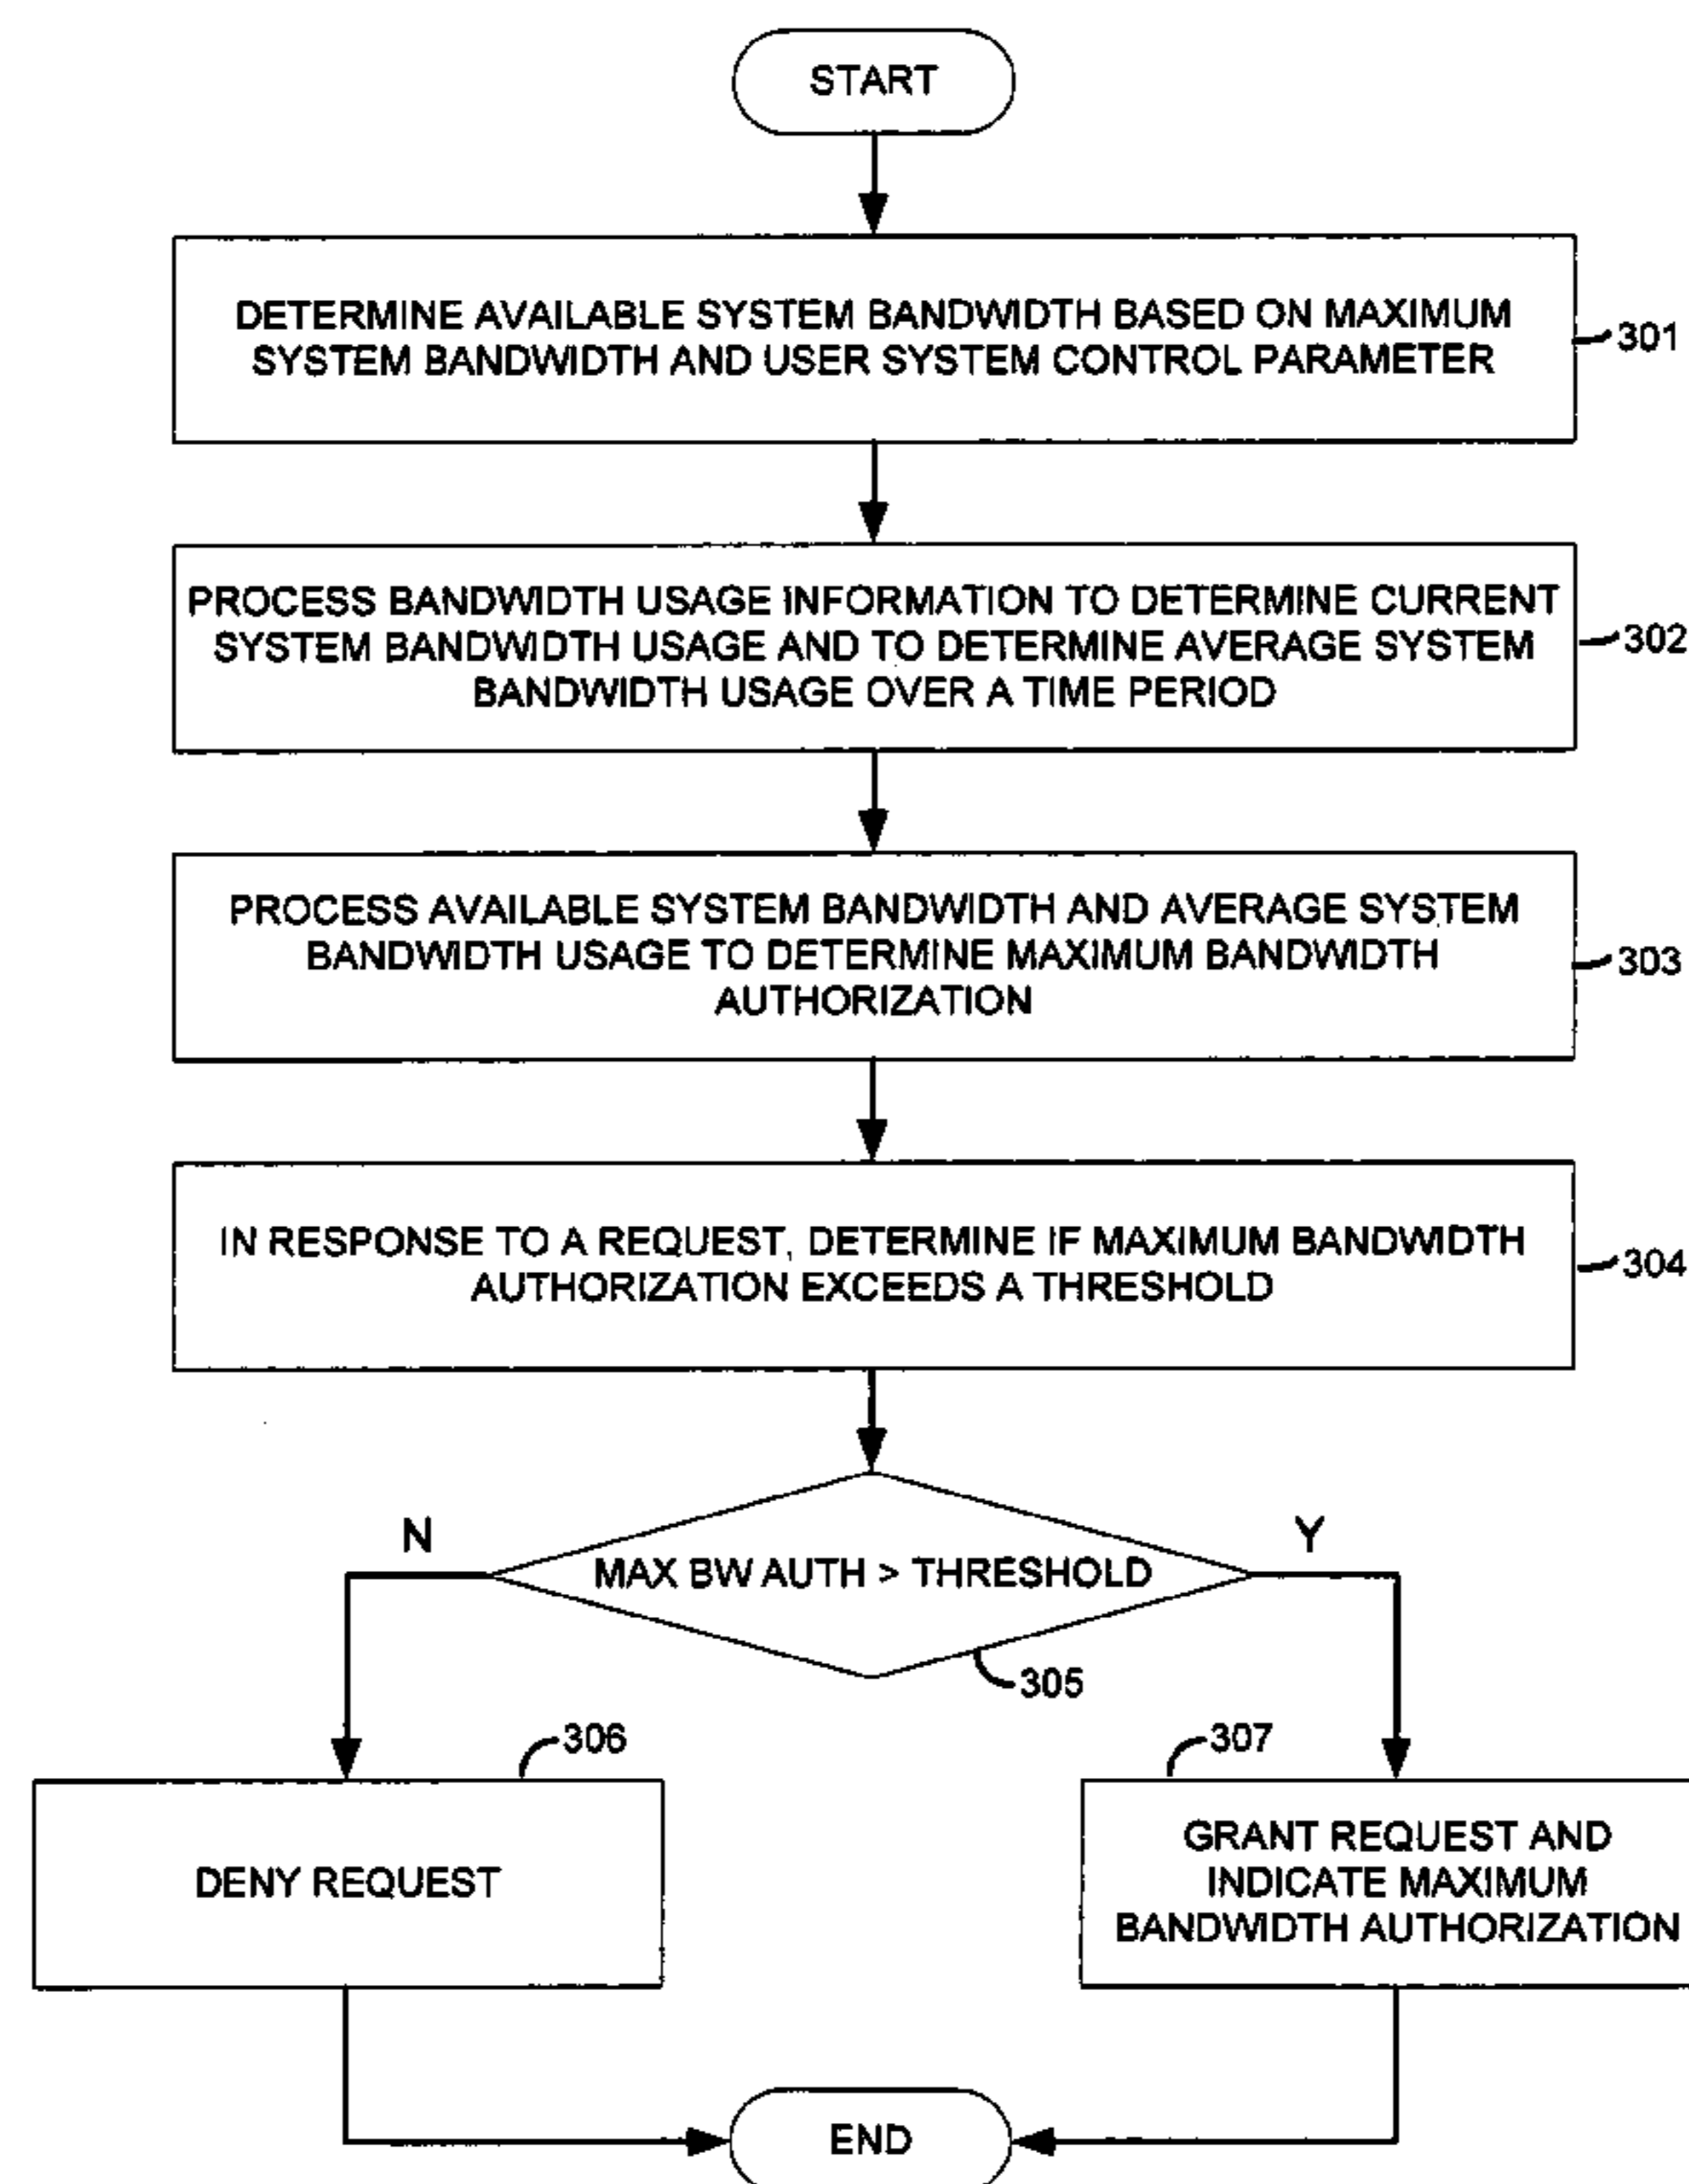 START
DETERMINE AVAILABLE SYSTEM BANDWIDTH BASED ON MAXIMUM
SYSTEM BANDWIDTH AND USER SYSTEM CONTROL PARAMETER
301
PROCESS BANDWIDTH USAGE INFORMATION TO DETERMINE CURRENT
SYSTEM BANDWIDTH USAGE AND TO DETERMINE AVERAGE SYSTEM
BANDWIDTH USAGE OVER A TIME PERIOD
302
PROCESS AVAILABLE SYSTEM BANDWIDTH AND AVERAGE SYSTEM
BANDWIDTH USAGE TO DETERMINE MAXIMUM BANDWIDTH
AUTHORIZATION
303
IN RESPONSE TO A REQUEST, DETERMINE IF MAXIMUM BANDWIDTH
AUTHORIZATION EXCEEDS A THRESHOLD
304
N
Y
MAX BW AUTH > THRESHOLD
305
306
307
DENY REQUEST
GRANT REQUEST AND
INDICATE MAXIMUM
BANDWIDTH AUTHORIZATION
END